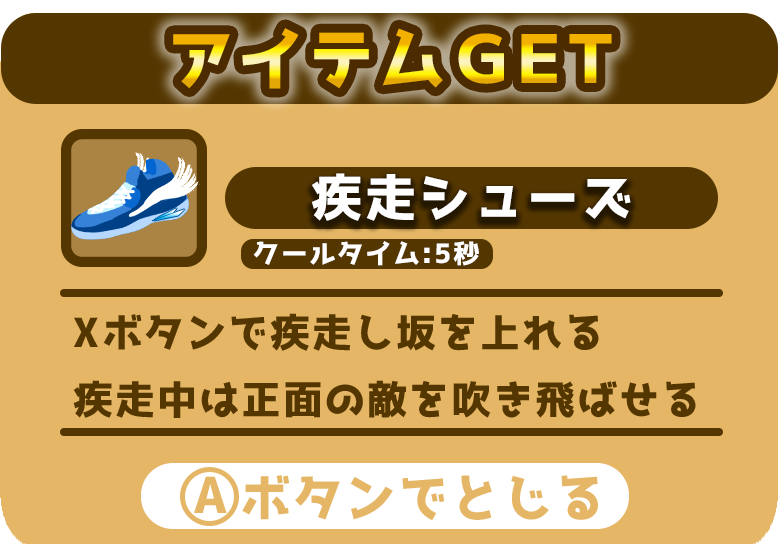 アイテムGET
疾走シューズ
クールタイム:5秒
Xボタンで疾走し坂を上れる
疾走中は正面の敵を吹き飛ばせる
Ⓐボタンでとじる